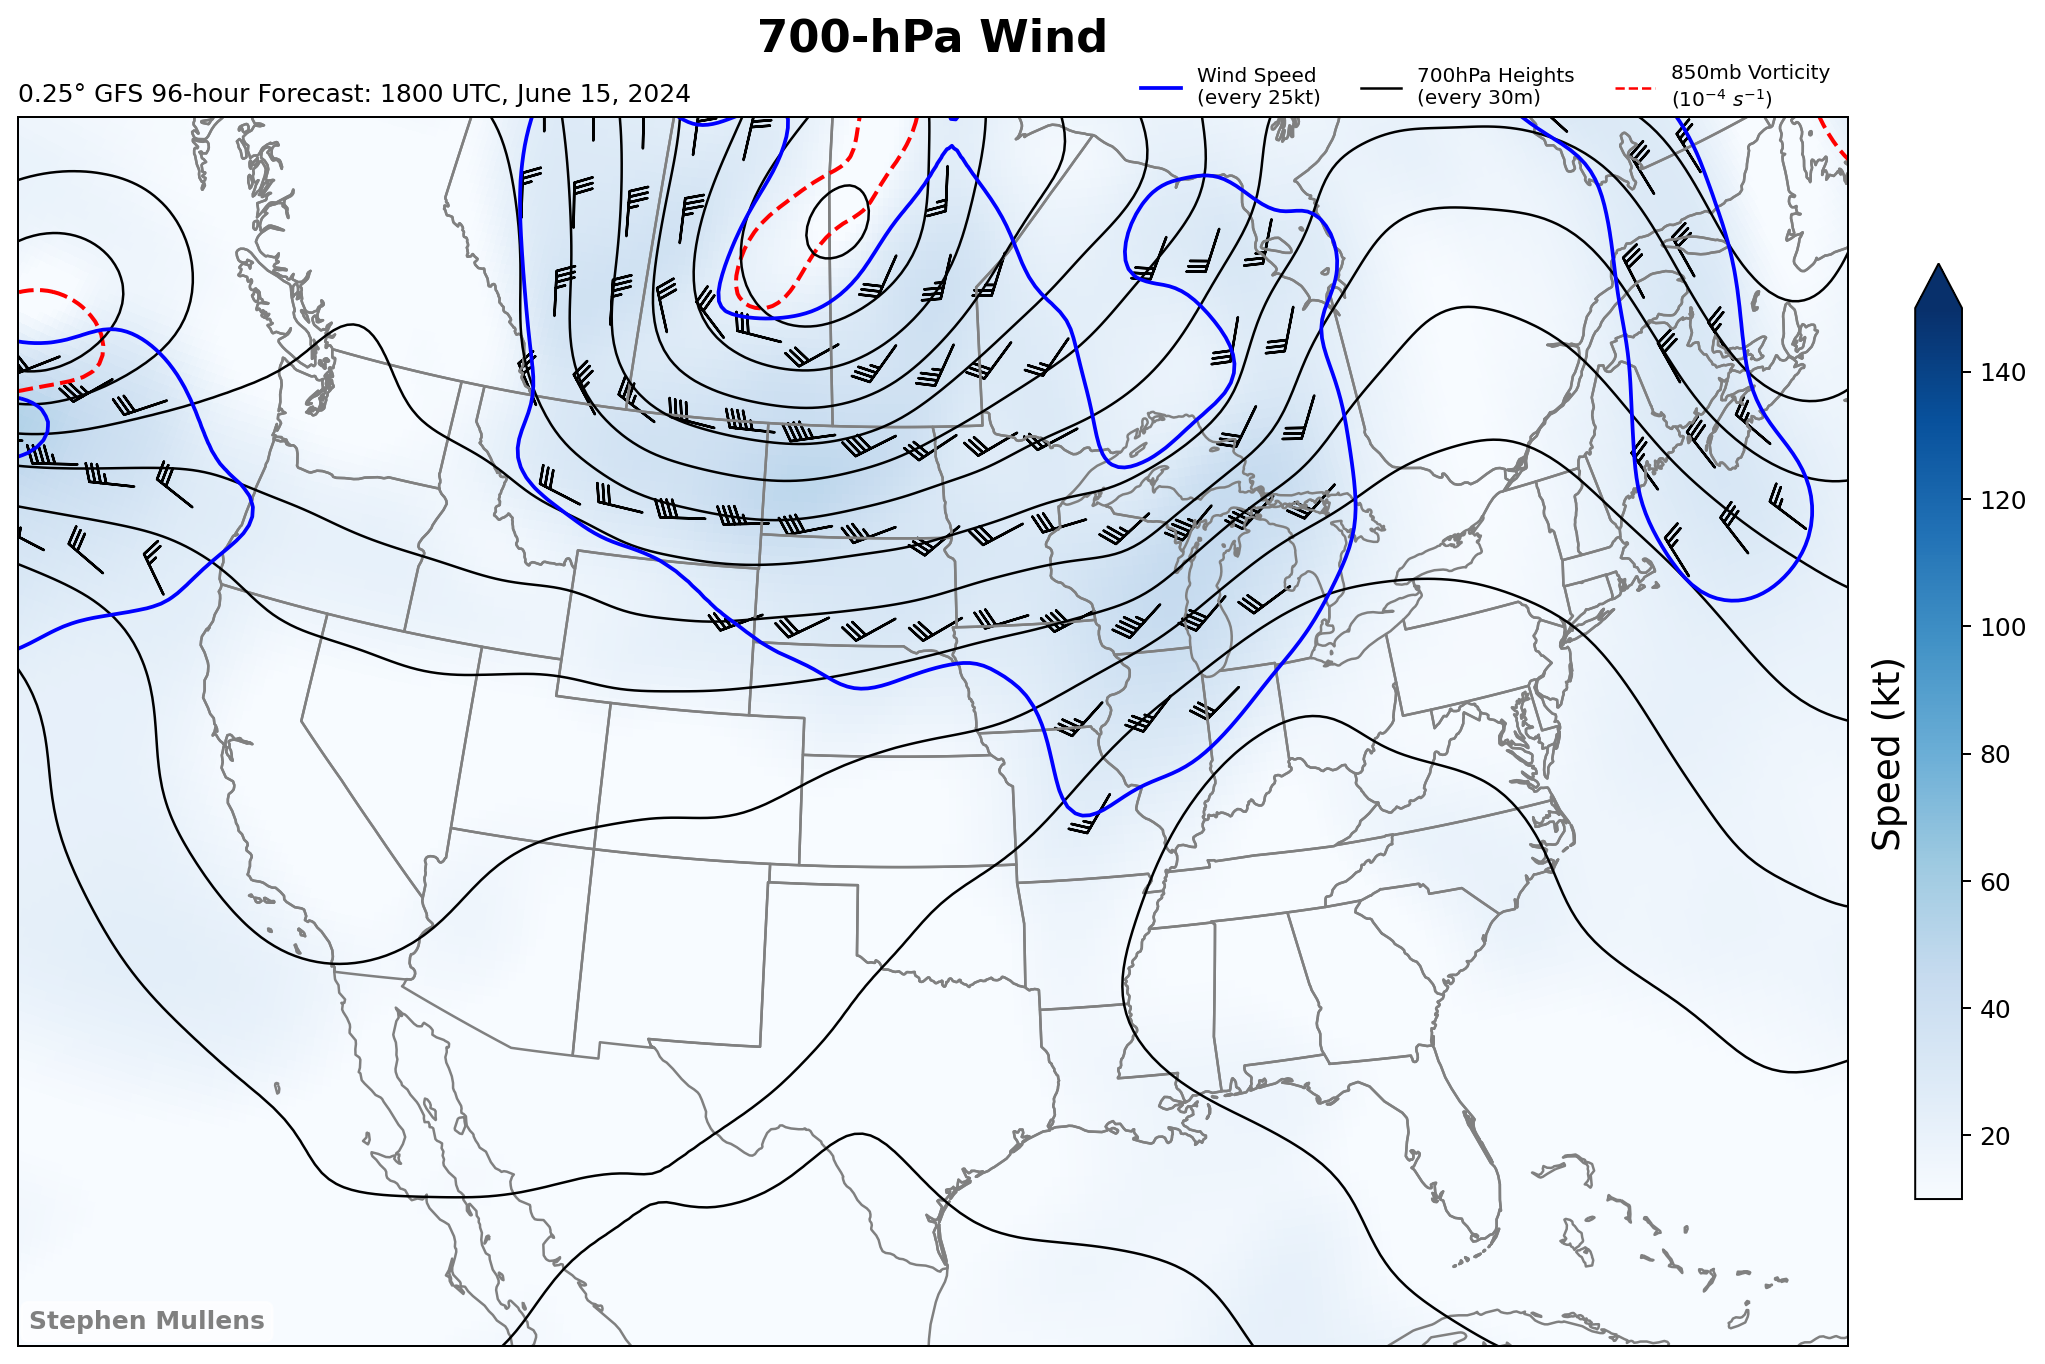 700-hPa Wind
0.25° GFS 96-hour Forecast: 1800 UTC, June 15, 2024
Wind Speed
(every 25kt)
700hPa Heights
(every 30m)
850mb Vorticity
(10⁻⁴ s⁻¹)
140
120
100
80
60
40
20
Speed (kt)
Stephen Mullens